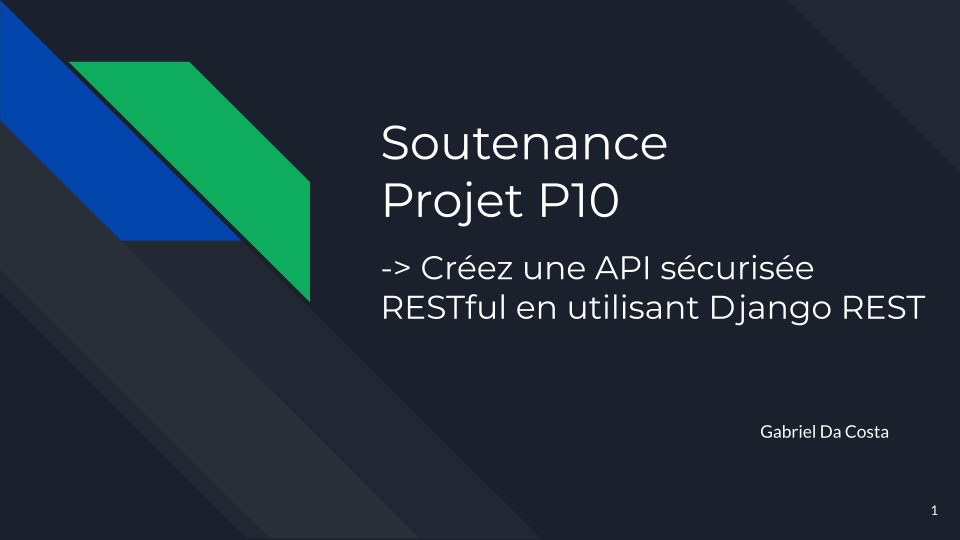 Soutenance
Projet P10
-> Créez une API sécurisée
RESTful en utilisant Django REST
Gabriel Da Costa
1